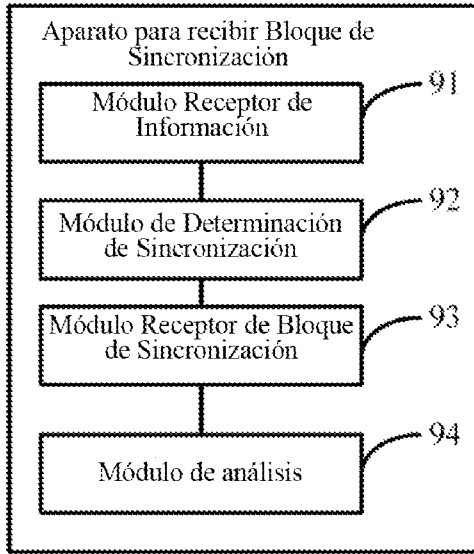 Aparato para recibir Bloque de
Sincronización
91
Módulo Receptor de
Información
92
Módulo de Determinación
de Sincronización
93
Módulo Receptor de Bloque
de Sincronización
94
Módulo de análisis